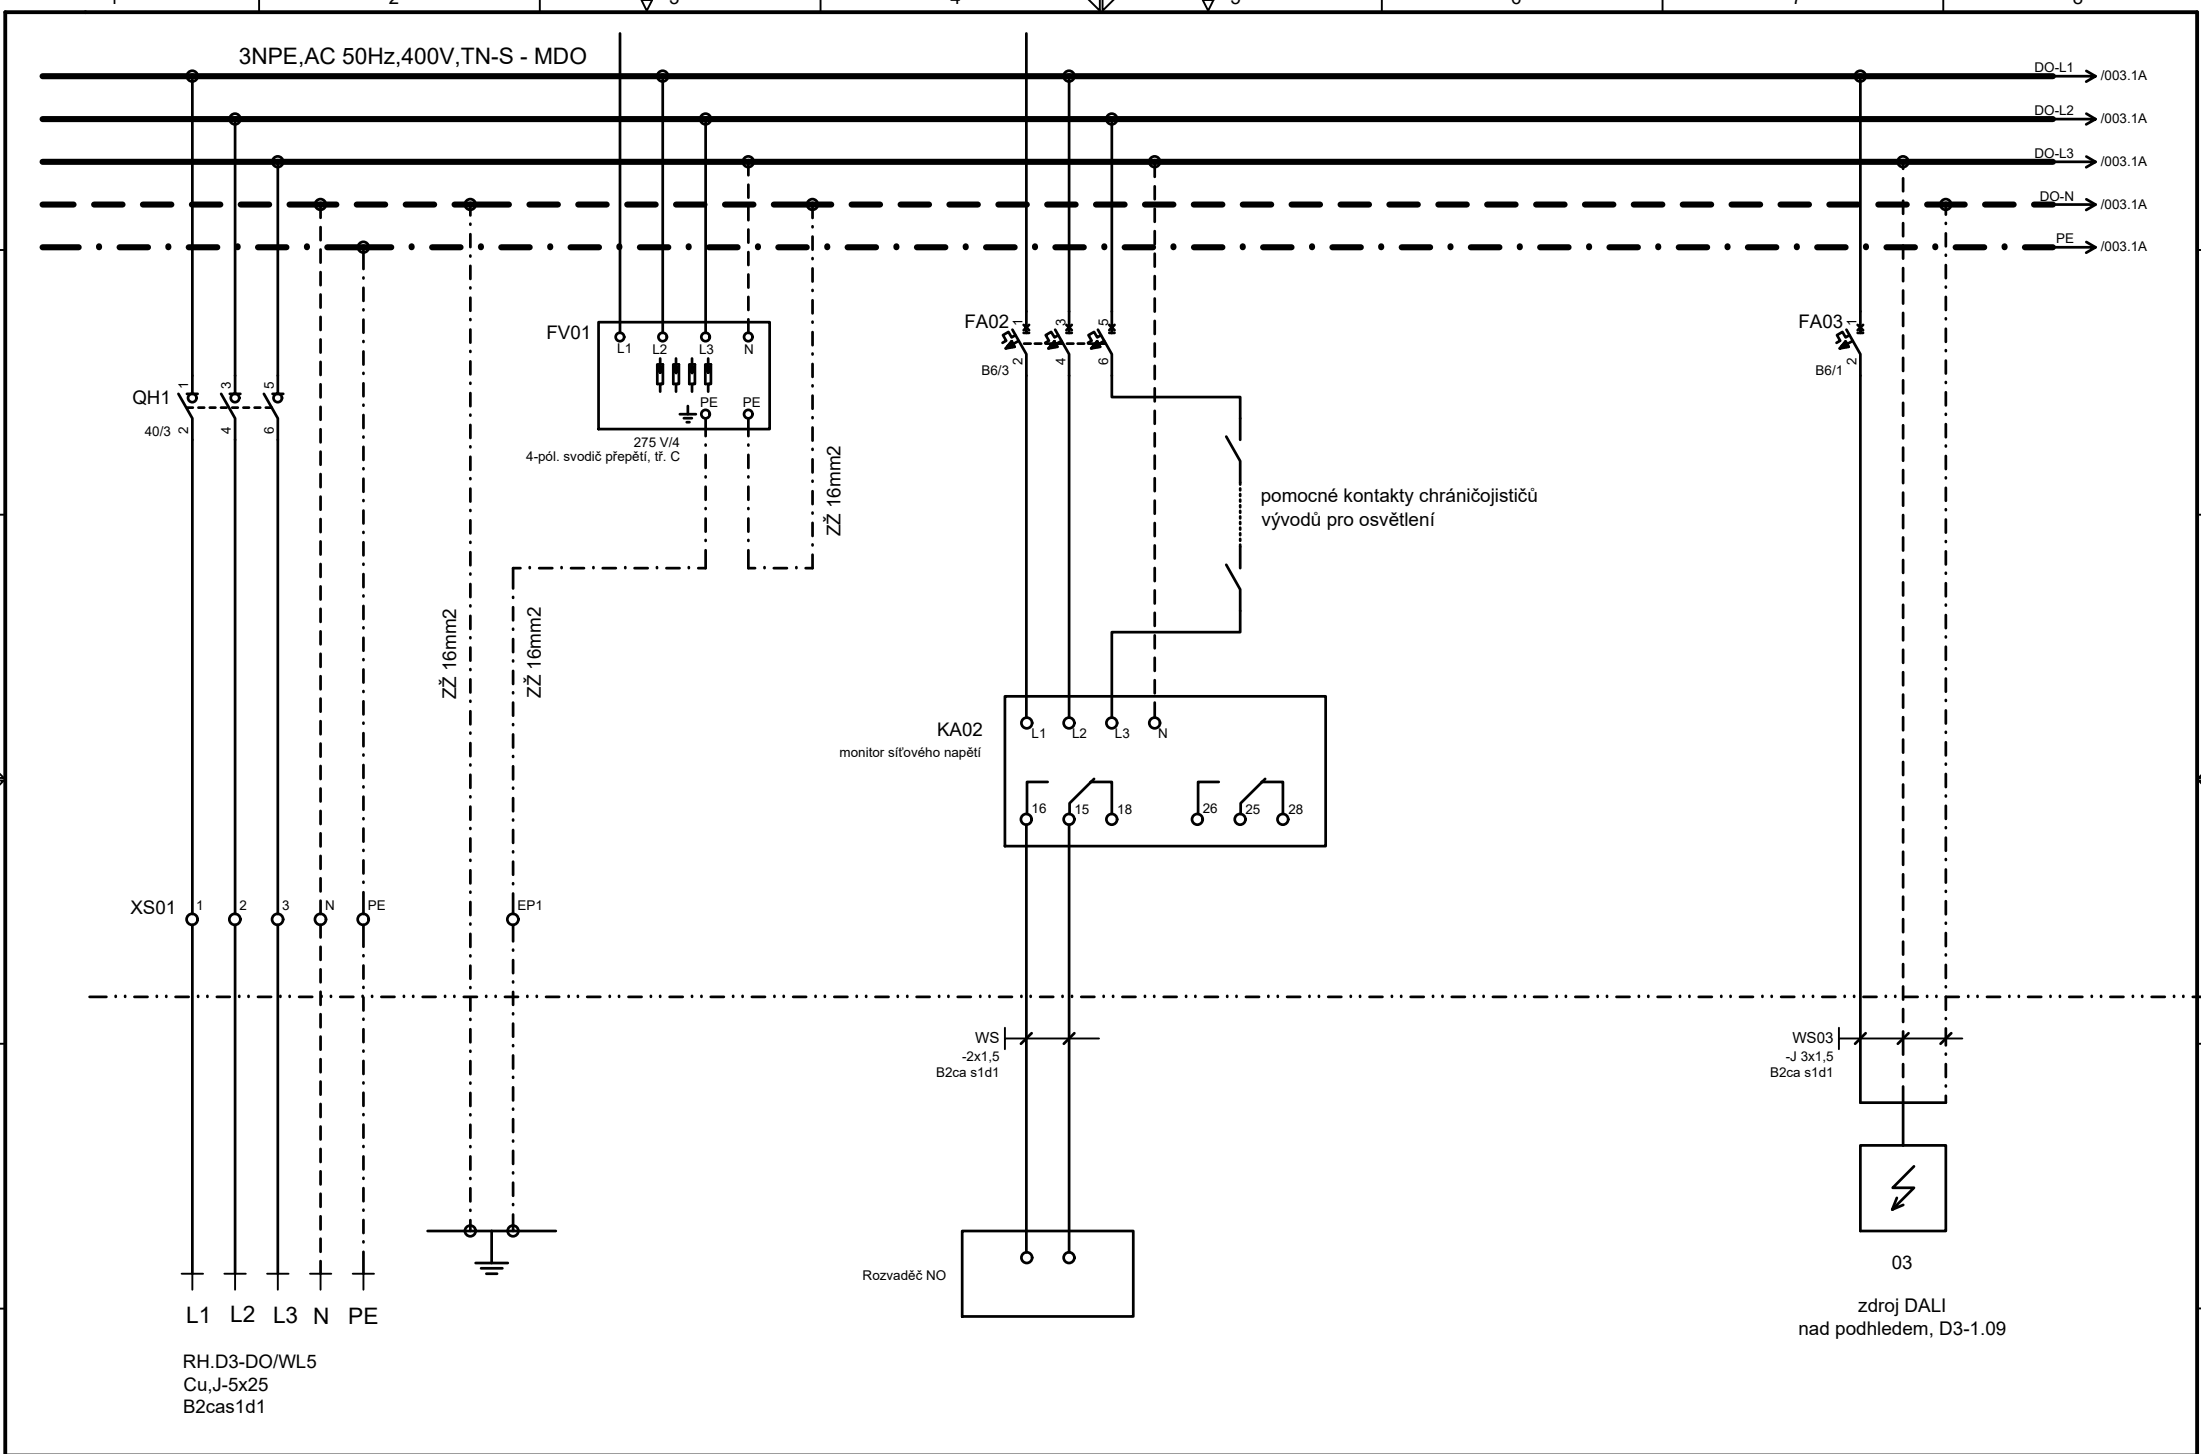 3NPE,AC 50Hz,400V,TN-S - MDO
DO-L1 /003.1A
DO-L2 /003.1A
DO-L3 /003.1A
DO-N /003.1A
PE /003.1A
QH1
40/3
1 2 3 4 5 6
FV01
L1 L2 L3 N
PE PE
275 V/4
4-pól. svodič přepětí, tř. C
ZŽ 16mm2
ZŽ 16mm2
ZŽ 16mm2
FA02
B6/3
1 2 3 4 5 6
pomocné kontakty chráničojističů
vývodů pro osvětlení
FA03
B6/1
1 2
KA02
monitor síťového napětí
L1 L2 L3 N
16 15 18 26 25 28
XS01 1 2 3 N PE EP1
WS
-2x1,5
B2ca s1d1
WS03
-J 3x1,5
B2ca s1d1
Rozvaděč NO
03
zdroj DALI
nad podhledem, D3-1.09
L1 L2 L3 N PE
RH.D3-DO/WL5
Cu,J-5x25
B2cas1d1